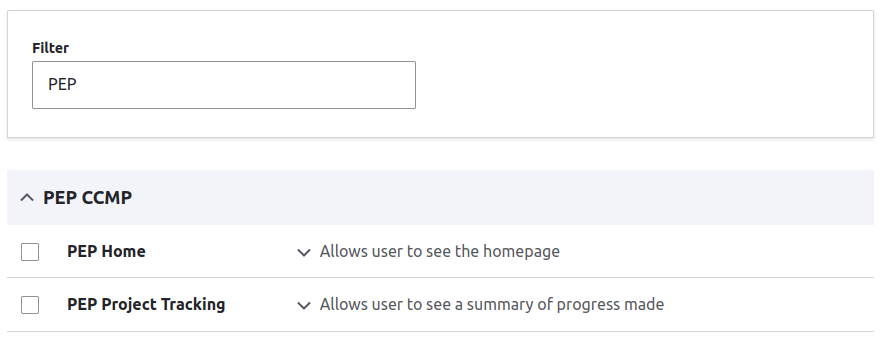 Filter
PEP
PEP CCMP
PEP Home Allows user to see the homepage
PEP Project Tracking Allows user to see a summary of progress made